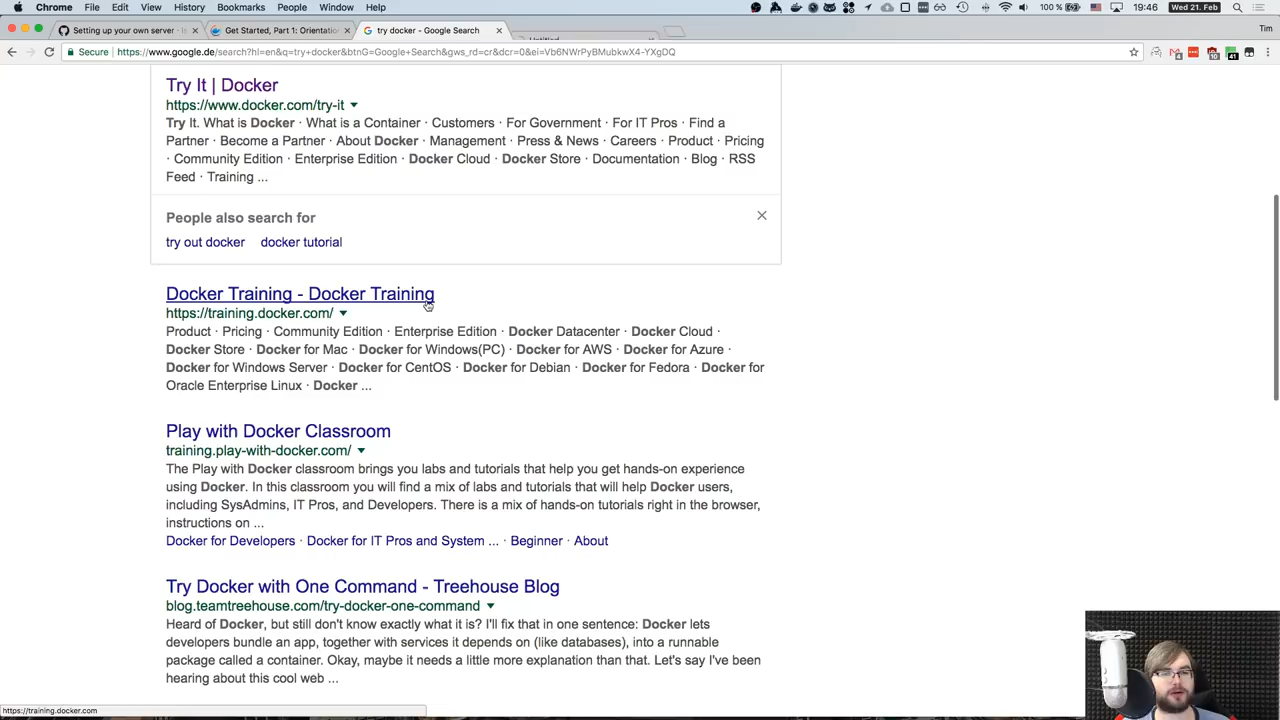 Chrome File Edit View History Bookmarks People Window Help 100 % 19:46 Wed 21. Feb
Setting up your own server · Get Started, Part 1: Orientation try docker - Google Search Untitled Tim
Secure https://www.google.de/search?hl=en&q=try+docker&btnG=Google+Search&gws_rd=cr&dcr=0&ei=Vb6NWrPyBMubkwX4-YXgDQ
Try It | Docker
https://www.docker.com/try-it
Try It. What is Docker · What is a Container · Customers · For Government · For IT Pros · Find a
Partner · Become a Partner · About Docker · Management · Press & News · Careers · Product · Pricing
· Community Edition · Enterprise Edition · Docker Cloud · Docker Store · Documentation · Blog · RSS
Feed · Training ...
People also search for
try out docker docker tutorial
Docker Training - Docker Training
https://training.docker.com/
Product · Pricing · Community Edition · Enterprise Edition · Docker Datacenter · Docker Cloud ·
Docker Store · Docker for Mac · Docker for Windows(PC) · Docker for AWS · Docker for Azure ·
Docker for Windows Server · Docker for CentOS · Docker for Debian · Docker for Fedora · Docker for
Oracle Enterprise Linux · Docker ...
Play with Docker Classroom
training.play-with-docker.com/
The Play with Docker classroom brings you labs and tutorials that help you get hands-on experience
using Docker. In this classroom you will find a mix of labs and tutorials that will help Docker users,
including SysAdmins, IT Pros, and Developers. There is a mix of hands-on tutorials right in the browser,
instructions on ...
Docker for Developers · Docker for IT Pros and System ... · Beginner · About
Try Docker with One Command - Treehouse Blog
blog.teamtreehouse.com/try-docker-one-command
Heard of Docker, but still don't know exactly what it is? I'll fix that in one sentence: Docker lets
developers bundle an app, together with services it depends on (like databases), into a runnable
package called a container. Okay, maybe it needs a little more explanation than that. Let's say I've been
hearing about this cool web ...
https://training.docker.com